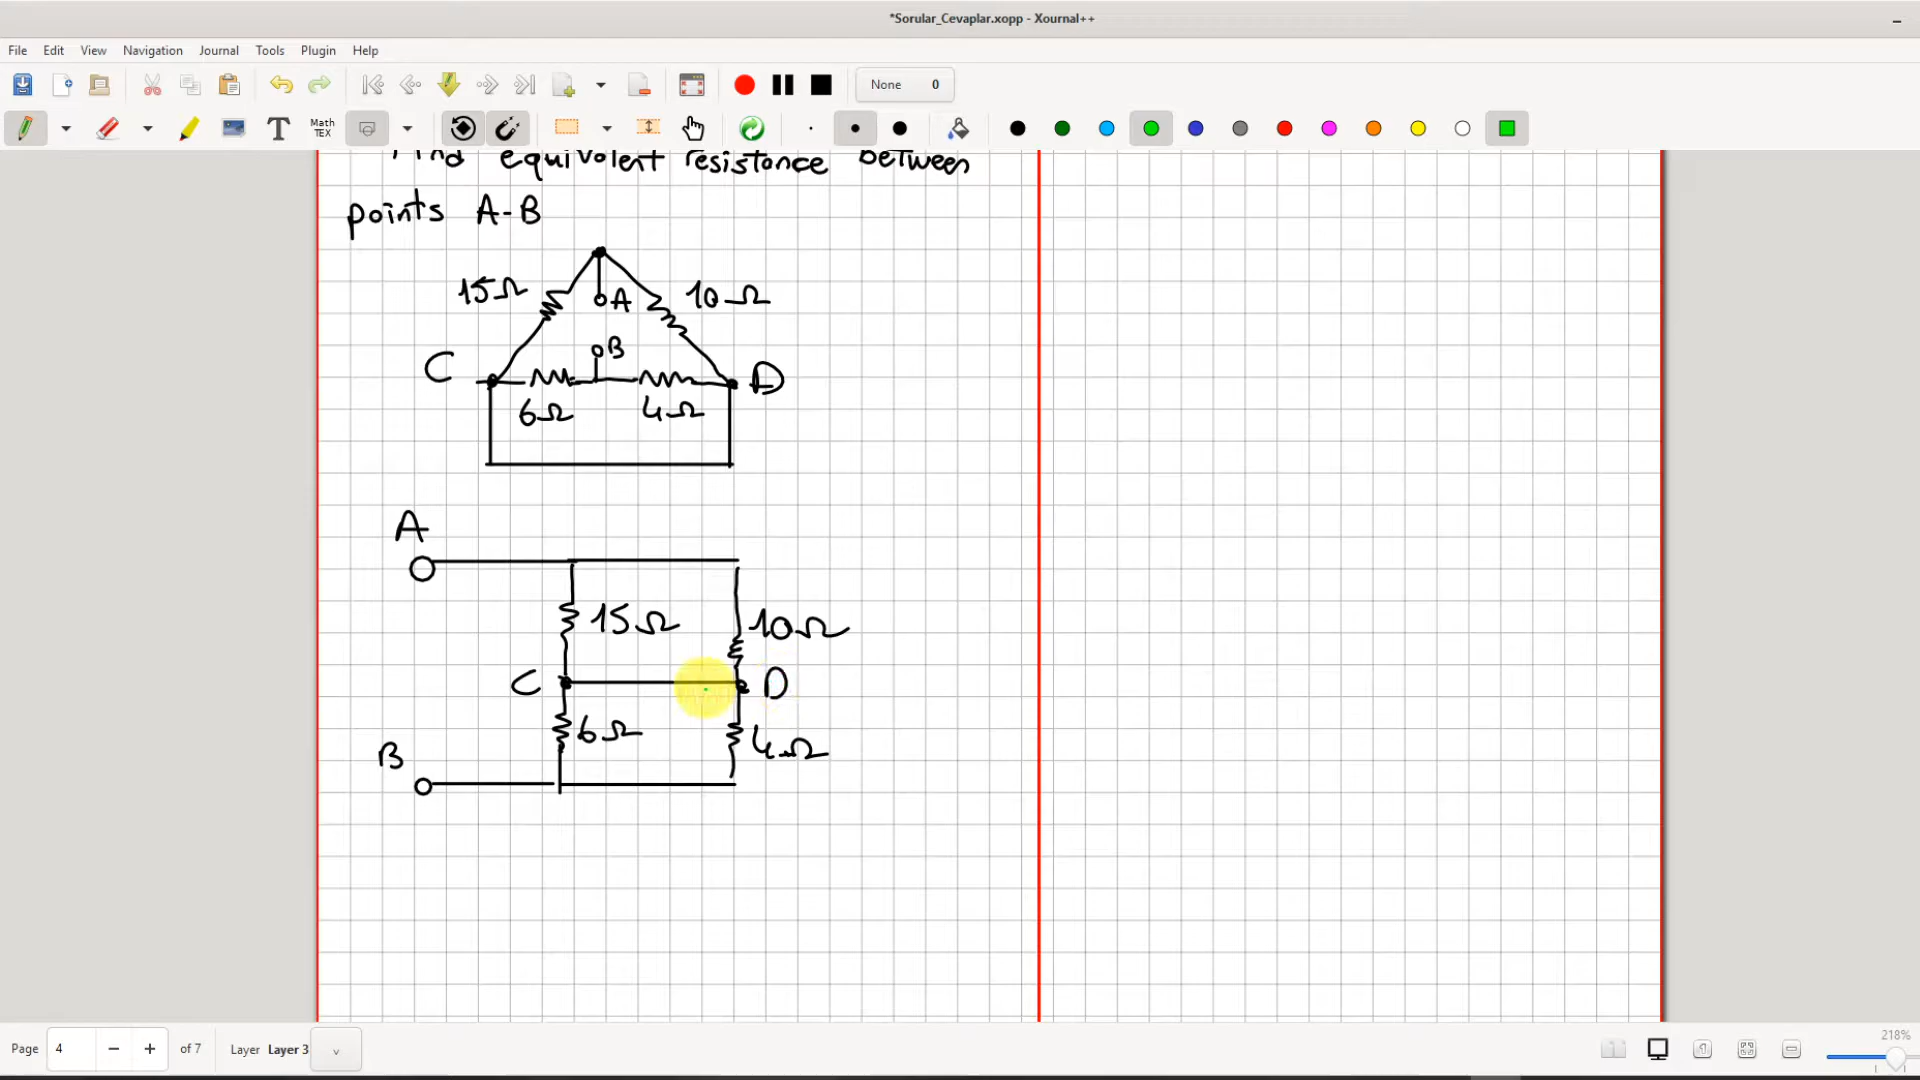 *Sorular_Cevaplar.xopp - Xournal++
File Edit View Navigation Journal Tools Plugin Help
None 0
T Math TEX
Find equivalent resistance between
points A-B
15Ω A 10Ω
B
C D
6Ω 4Ω
A
15Ω 10Ω
C D
6Ω 4Ω
B
218%
Page 4 of 7 Layer Layer 3